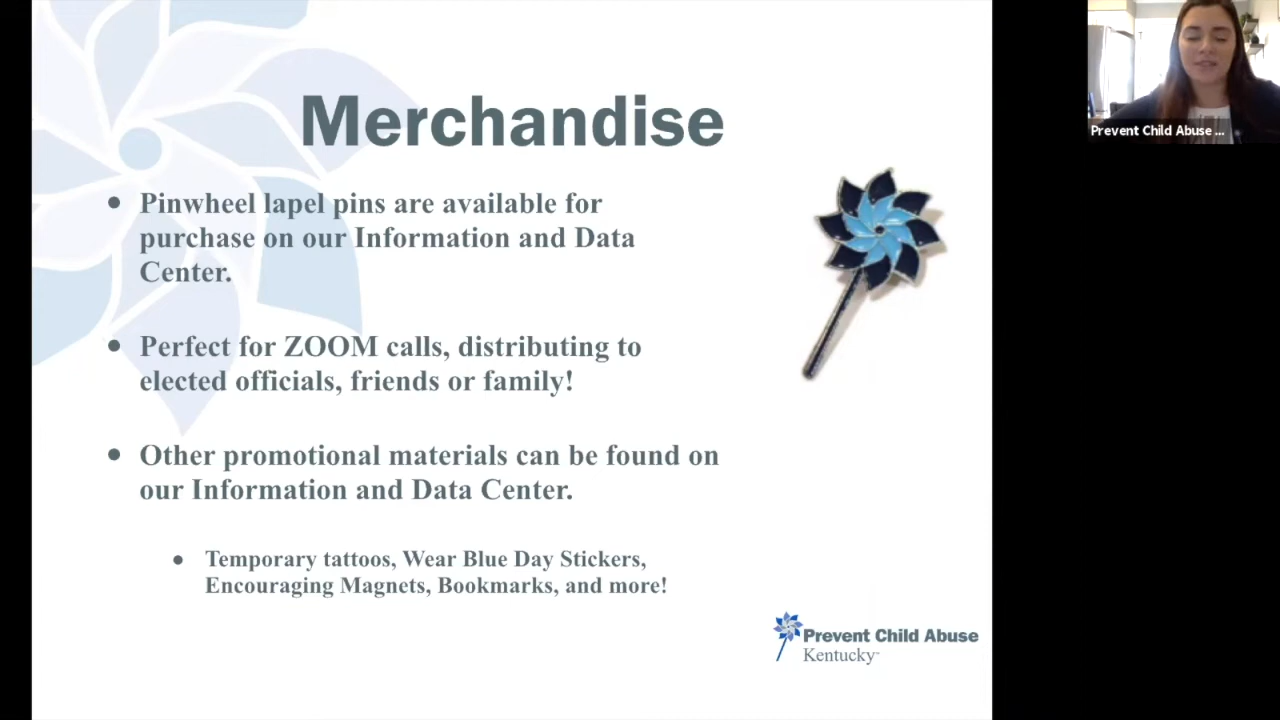 Merchandise
Pinwheel lapel pins are available for
purchase on our Information and Data
Center.
Perfect for ZOOM calls, distributing to
elected officials, friends or family!
Other promotional materials can be found on
our Information and Data Center.
Temporary tattoos, Wear Blue Day Stickers,
Encouraging Magnets, Bookmarks, and more!
Prevent Child Abuse
Kentucky™
Prevent Child Abuse ...